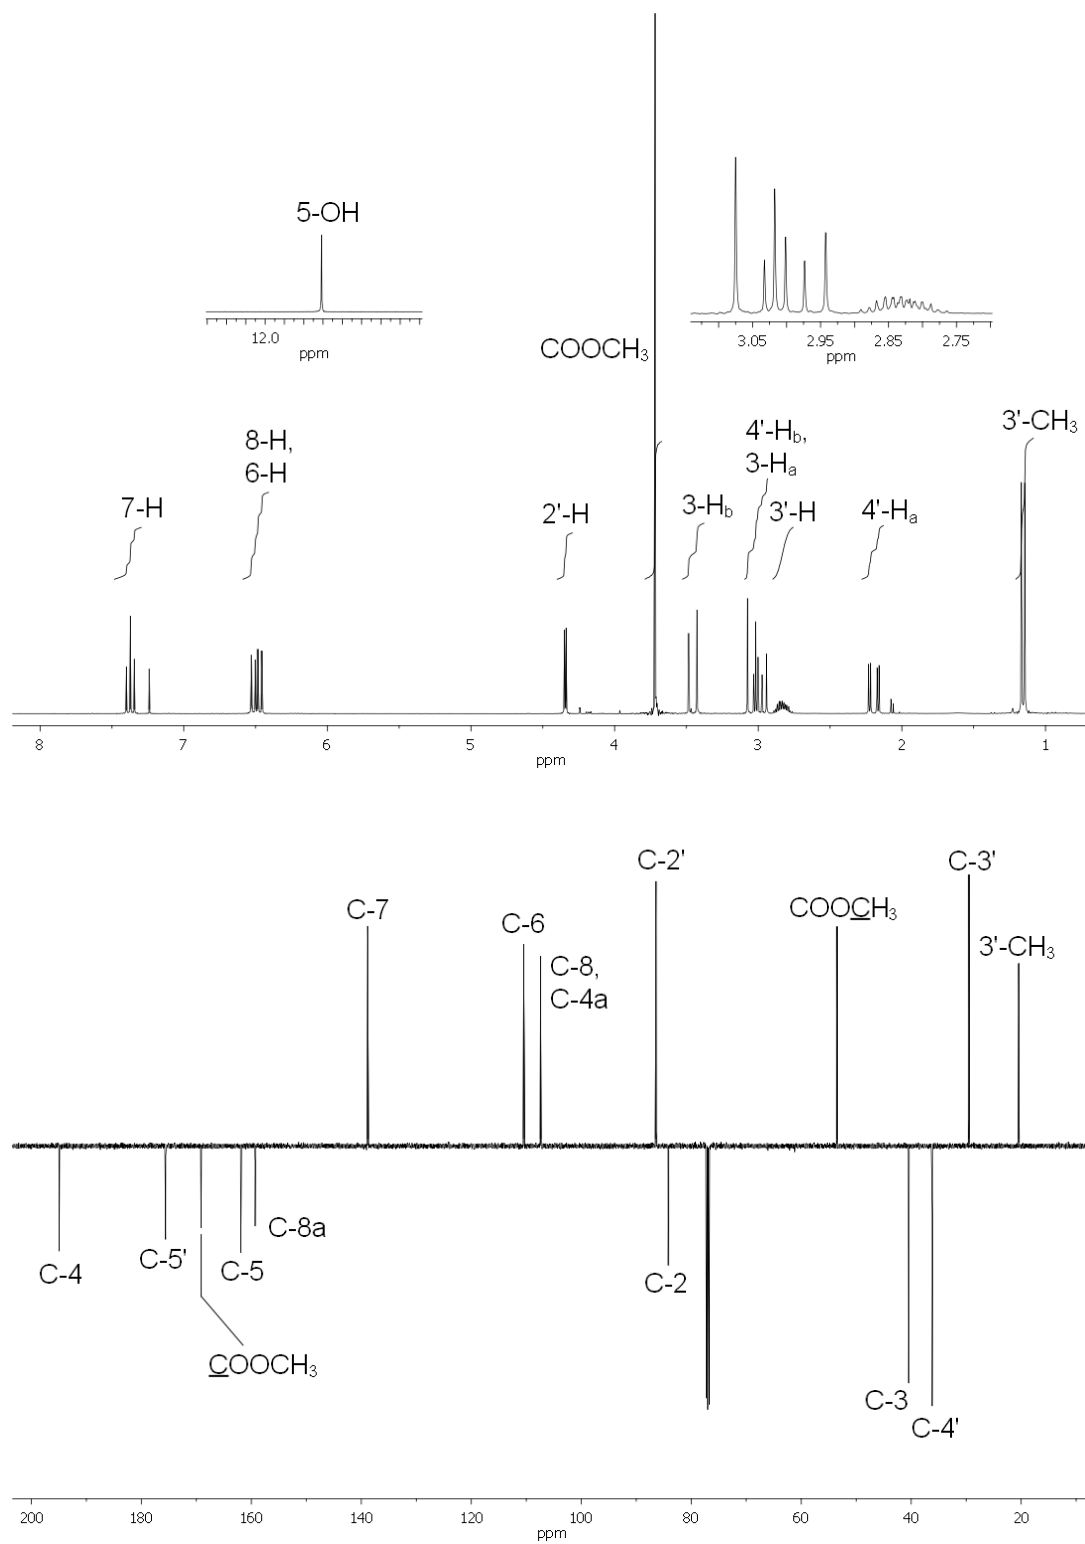 5-OH
12.0
ppm
COOCH₃
3.05
2.95
2.85
2.75
ppm
7-H
8-H,
6-H
2'-H
3-Hb
4'-Hb,
3-Ha
3'-H
4'-Ha
3'-CH₃
8
7
6
5
4
3
2
1
ppm
C-7
C-6
C-8,
C-4a
C-2'
COOCH₃
C-3'
3'-CH₃
C-4
C-5'
C-5
C-8a
COOCH₃
C-2
C-3
C-4'
200
180
160
140
120
100
80
60
40
20
ppm